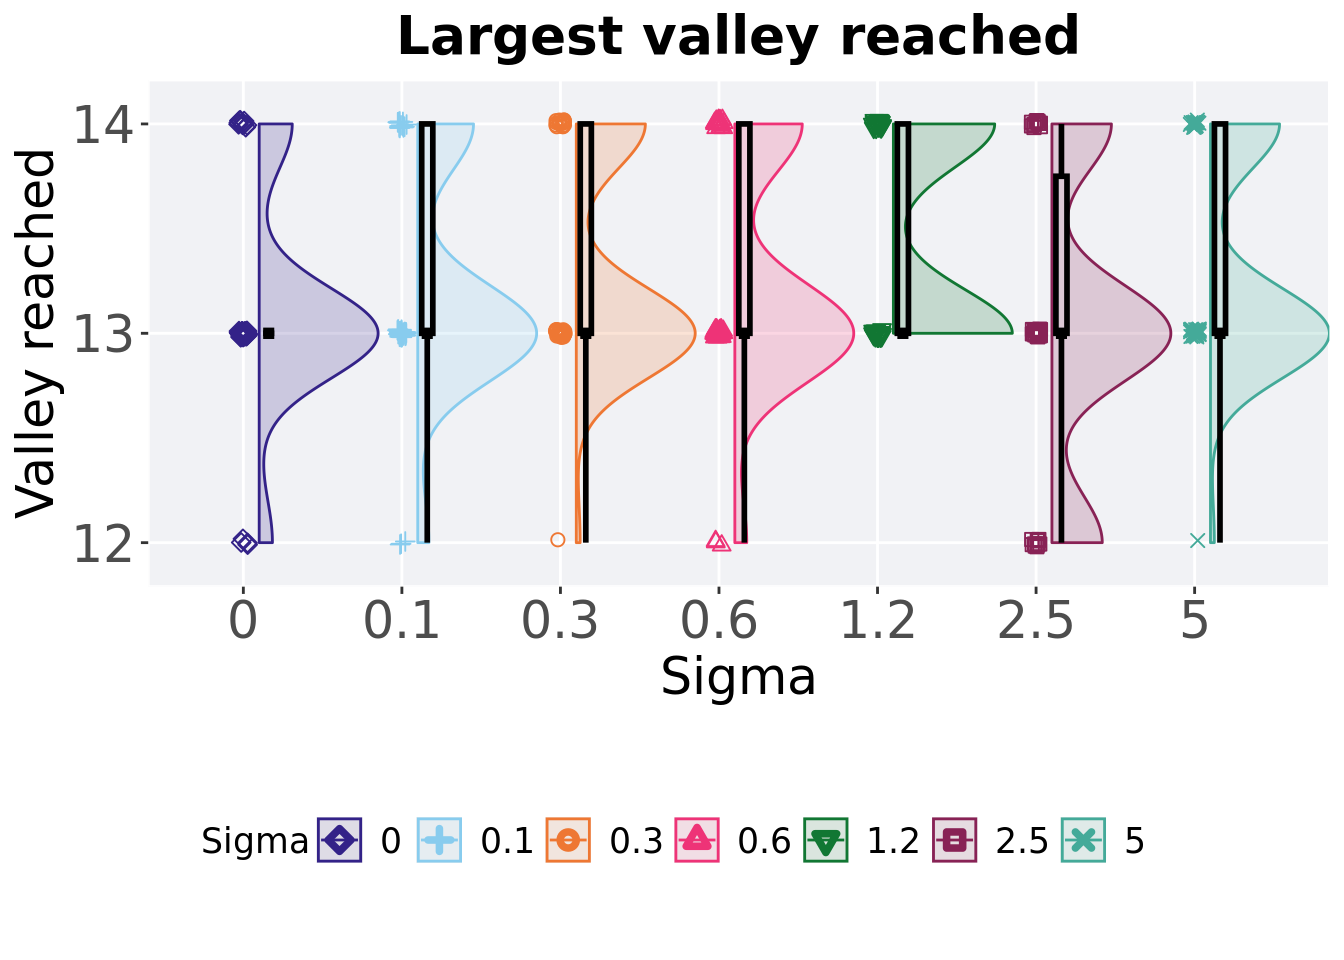 Largest valley reached
Valley reached
14
13
12
0 0.1 0.3 0.6 1.2 2.5 5
Sigma
Sigma 0 0.1 0.3 0.6 1.2 2.5 5